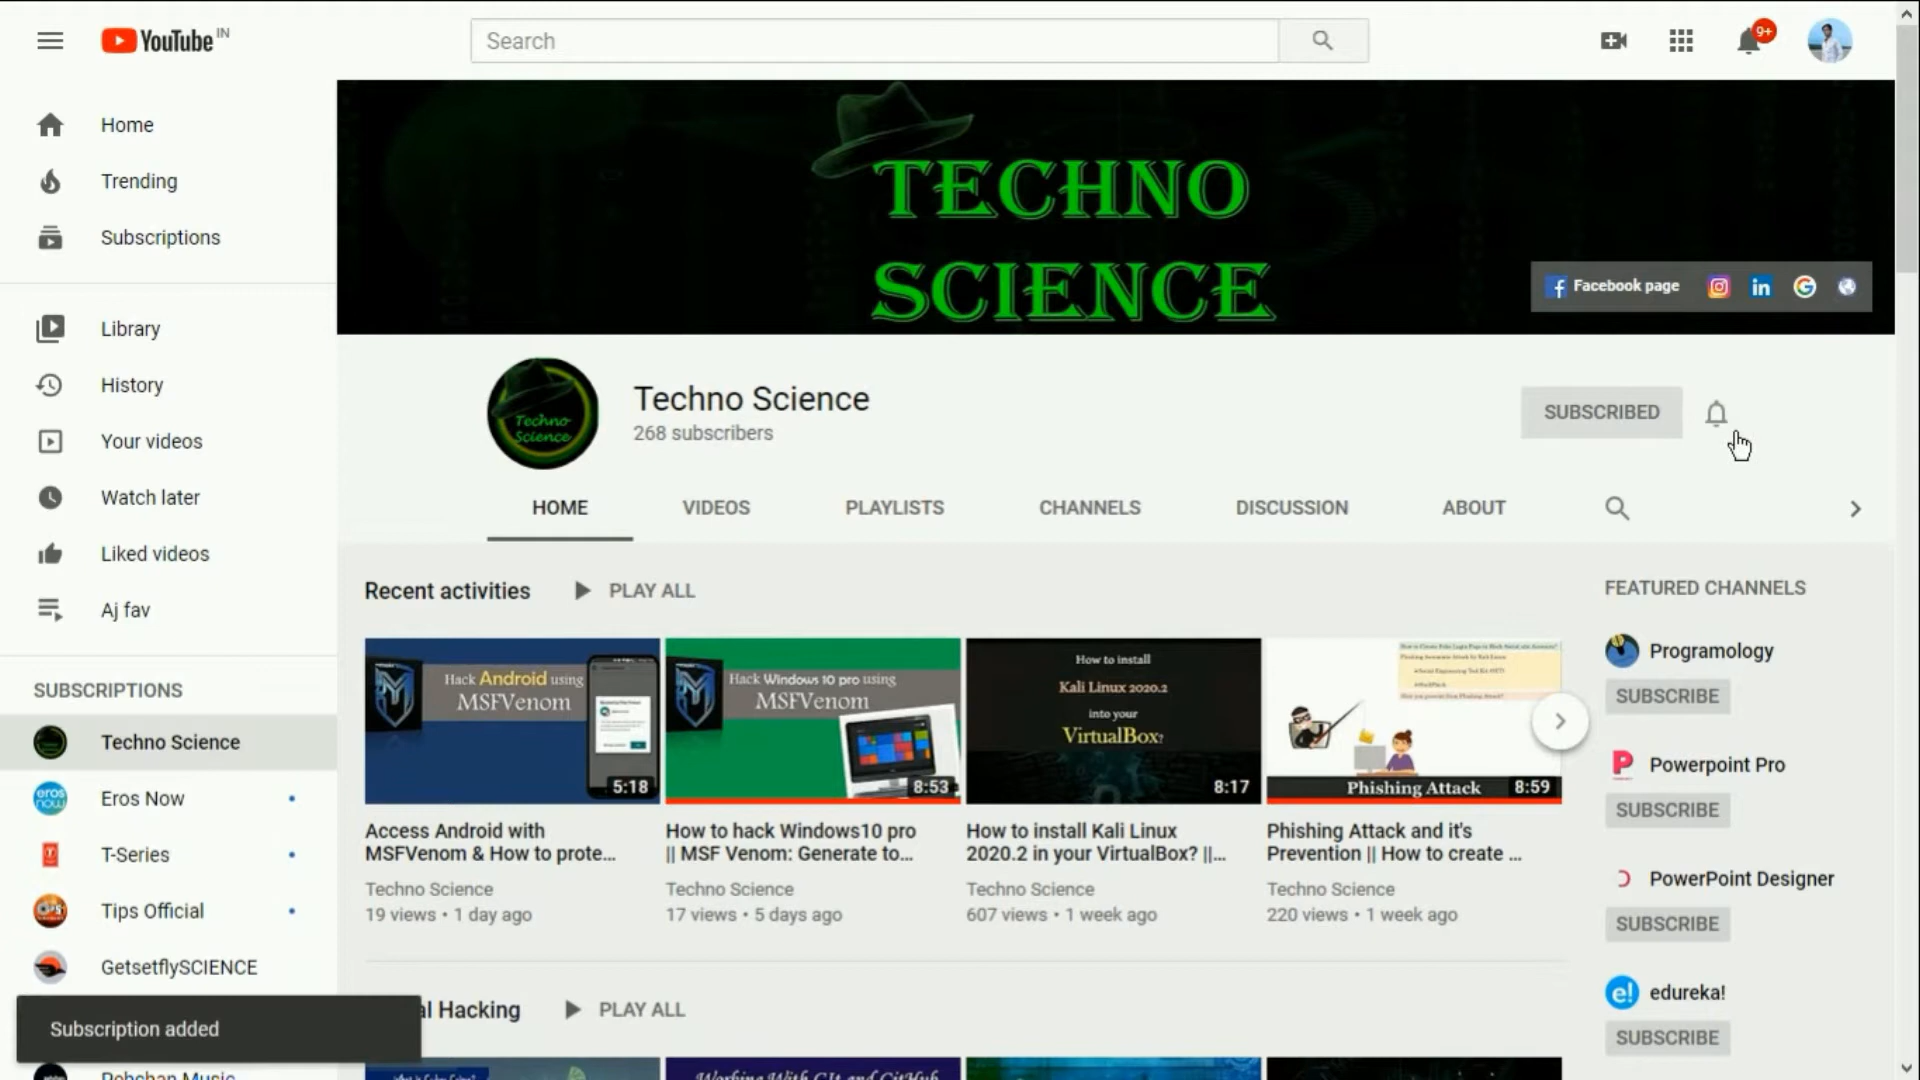 YouTube IN
Search
9+
Home
Trending
Subscriptions
Library
History
Your videos
Watch later
Liked videos
Aj fav
SUBSCRIPTIONS
Techno Science
Eros Now
T-Series
Tips Official
GetsetflySCIENCE
Subscription added
TECHNO
SCIENCE
Facebook page
Techno
Science
Techno Science
268 subscribers
SUBSCRIBED
HOME
VIDEOS
PLAYLISTS
CHANNELS
DISCUSSION
ABOUT
Recent activities
PLAY ALL
Hack Android using
MSFVenom
5:18
Access Android with
MSFVenom & How to prote...
Techno Science
19 views • 1 day ago
Hack Windows 10 pro using
MSFVenom
8:53
How to hack Windows10 pro
|| MSF Venom: Generate to...
Techno Science
17 views • 5 days ago
How to install
Kali Linux 2020.2
into your
VirtualBox?
8:17
How to install Kali Linux
2020.2 in your VirtualBox? ||...
Techno Science
607 views • 1 week ago
Phishing Attack
8:59
Phishing Attack and it's
Prevention || How to create ...
Techno Science
220 views • 1 week ago
al Hacking
PLAY ALL
Working With Git and GitHub
FEATURED CHANNELS
Programology
SUBSCRIBE
Powerpoint Pro
SUBSCRIBE
PowerPoint Designer
SUBSCRIBE
edureka!
SUBSCRIBE